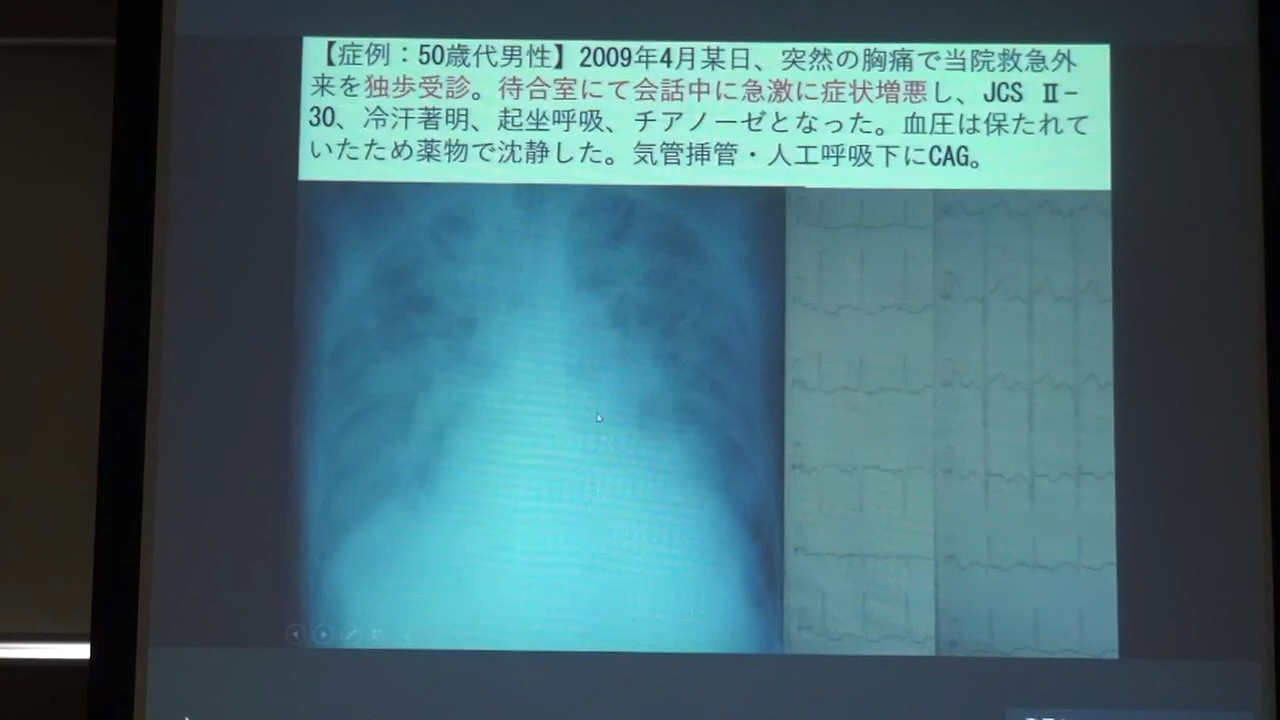 【症例：50歳代男性】2009年4月某日、突然の胸痛で当院救急外
来を独歩受診。待合室にて会話中に急激に症状増悪し、JCS Ⅱ-
30、冷汗著明、起坐呼吸、チアノーゼとなった。血圧は保たれて
いたため薬物で沈静した。気管挿管・人工呼吸下にCAG。